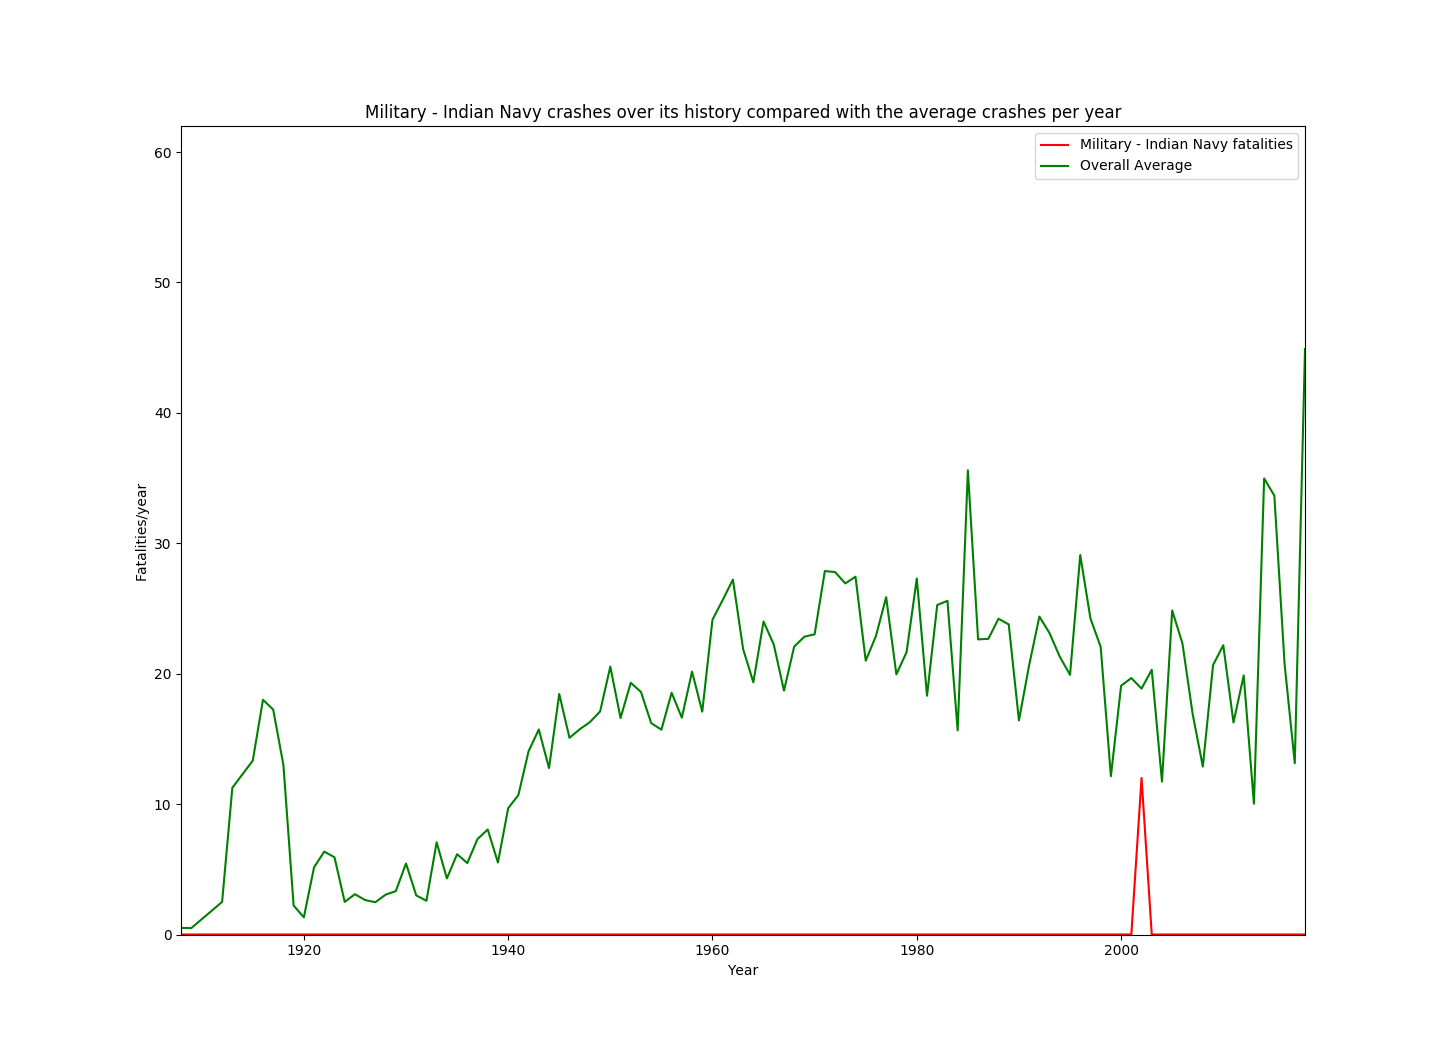 Military - Indian Navy crashes over its history compared with the average crashes per year
Military - Indian Navy fatalities
Overall Average
60
50
40
30
20
10
0
Fatalities/year
1920
1940
1960
1980
2000
Year